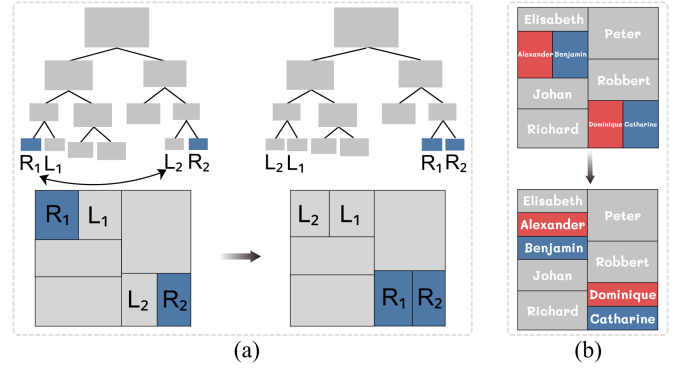 R₁ L₁ L₂ R₂
L₂ L₁ R₁ R₂
R₁ L₁
L₂ R₂
L₂ L₁
R₁ R₂
(a)
Elisabeth
Peter
Alexander Benjamin
Robbert
Johan
Dominique Catharine
Richard
Elisabeth
Peter
Alexander
Benjamin
Robbert
Johan
Dominique
Richard
Catharine
(b)